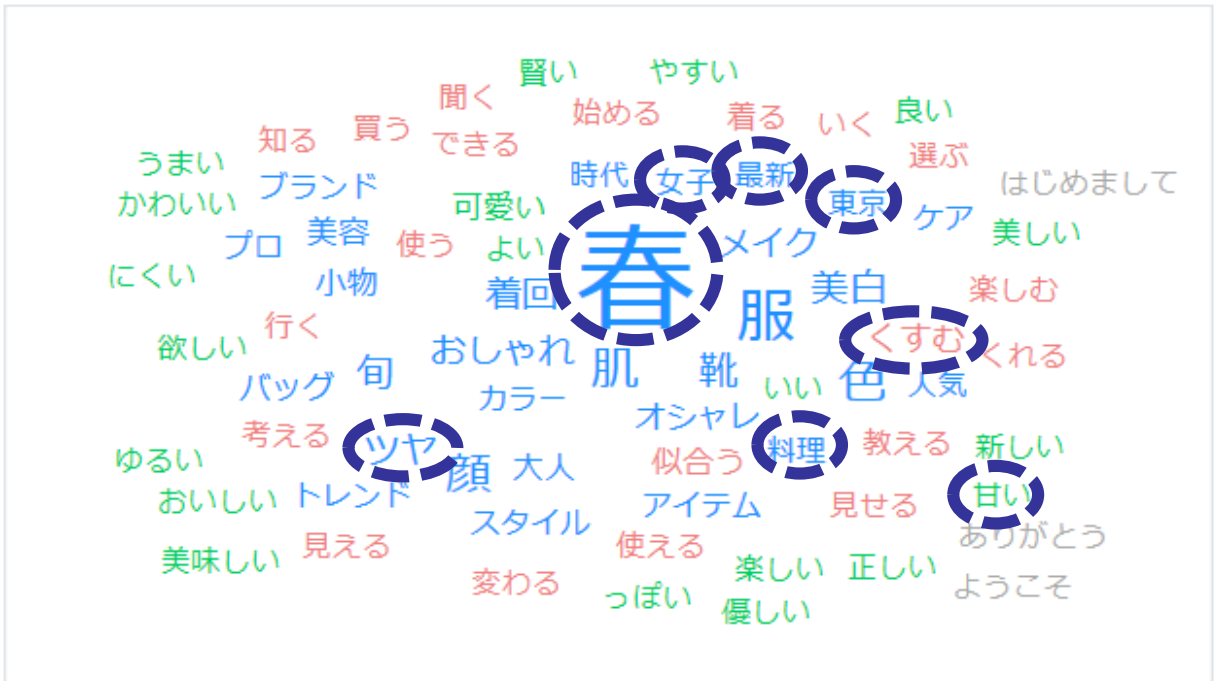 賢い やすい
聞く 始める 着る いく 良い
知る 買う できる 選ぶ
うまい ブランド 時代 女子 最新 東京 はじめまして
かわいい 美容 可愛い ケア 美しい
プロ 使う よい 春 メイク
にくい 小物 着回 服 美白 楽しむ
行く くすむ
欲しい 旬 おしゃれ 肌 靴 色 くれる
バッグ カラー いい 人気
考える ツヤ オシャレ 料理 教える 新しい
ゆるい 顔 大人 似合う 甘い
おいしい トレンド スタイル アイテム 見せる ありがとう
美味しい 見える 使える 楽しい 正しい ようこそ
変わる っぽい 優しい